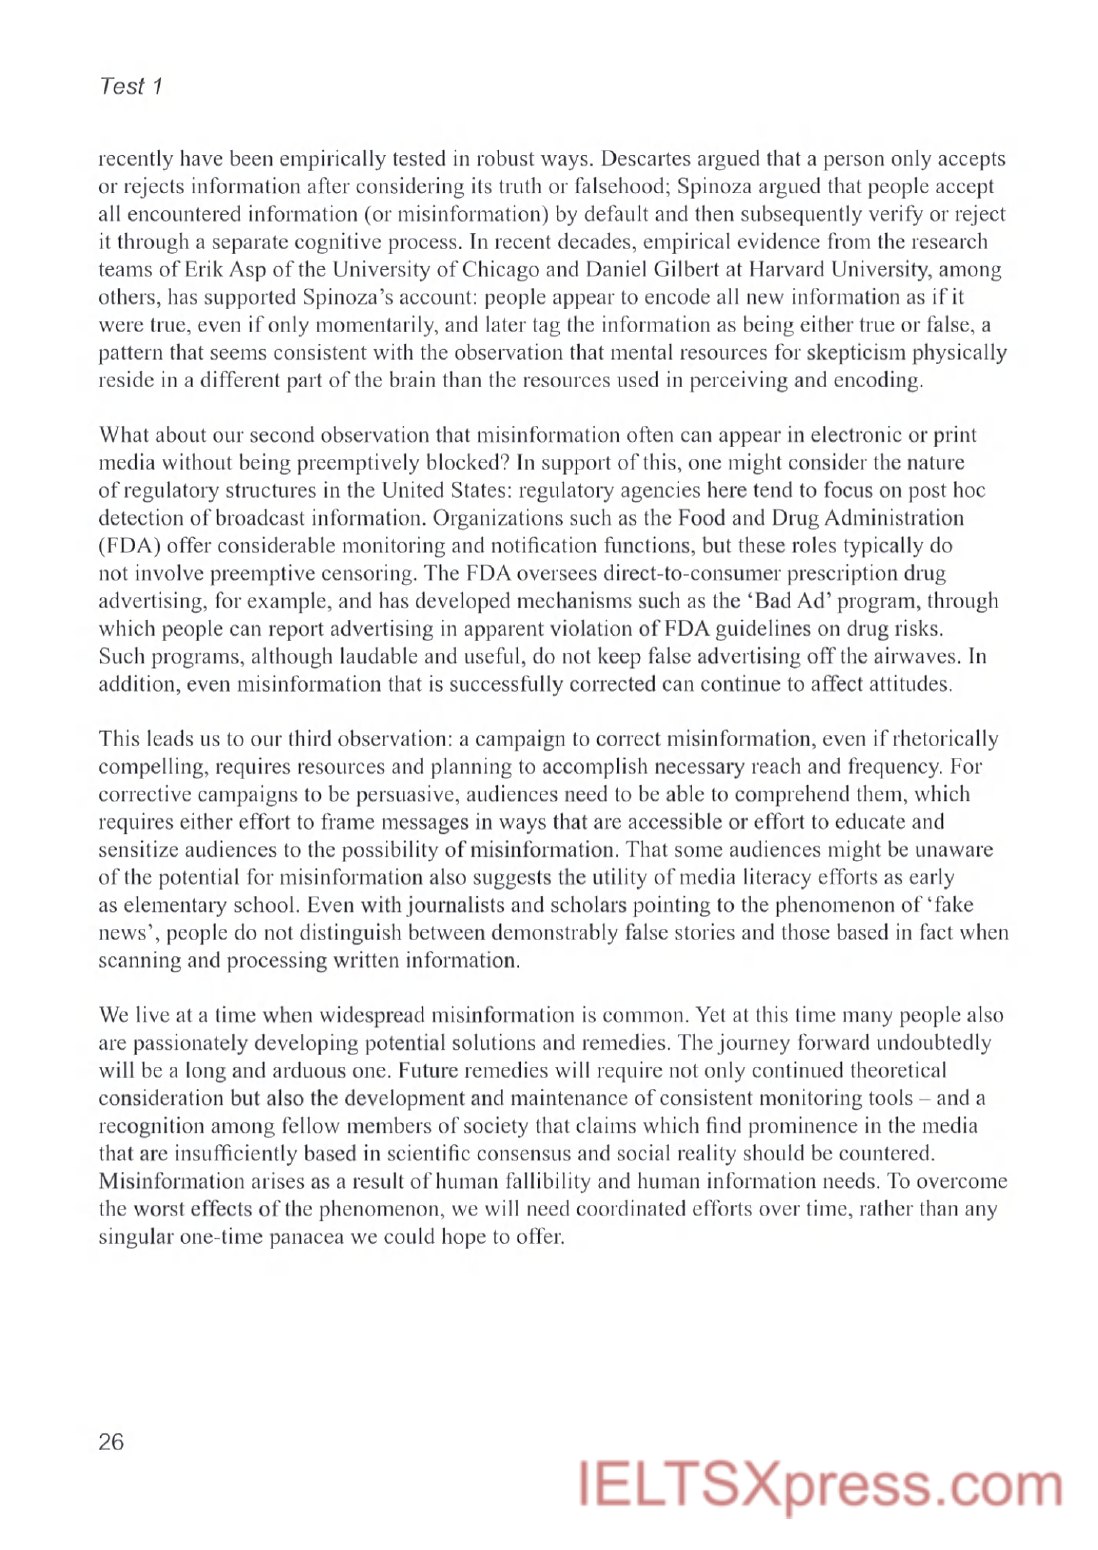 Test 1
recently have been empirically tested in robust ways. Descartes argued that a person only accepts
or rejects information after considering its truth or falsehood; Spinoza argued that people accept
all encountered information (or misinformation) by default and then subsequently verify or reject
it through a separate cognitive process. In recent decades, empirical evidence from the research
teams of Erik Asp of the University of Chicago and Daniel Gilbert at Harvard University, among
others, has supported Spinoza's account: people appear to encode all new information as if it
were true, even if only momentarily, and later tag the information as being either true or false, a
pattern that seems consistent with the observation that mental resources for skepticism physically
reside in a different part of the brain than the resources used in perceiving and encoding.
What about our second observation that misinformation often can appear in electronic or print
media without being preemptively blocked? In support of this, one might consider the nature
of regulatory structures in the United States: regulatory agencies here tend to focus on post hoc
detection of broadcast information. Organizations such as the Food and Drug Administration
(FDA) offer considerable monitoring and notification functions, but these roles typically do
not involve preemptive censoring. The FDA oversees direct-to-consumer prescription drug
advertising, for example, and has developed mechanisms such as the ‘Bad Ad’ program, through
which people can report advertising in apparent violation of FDA guidelines on drug risks.
Such programs, although laudable and useful, do not keep false advertising off the airwaves. In
addition, even misinformation that is successfully corrected can continue to affect attitudes.
This leads us to our third observation: a campaign to correct misinformation, even if rhetorically
compelling, requires resources and planning to accomplish necessary reach and frequency. For
corrective campaigns to be persuasive, audiences need to be able to comprehend them, which
requires either effort to frame messages in ways that are accessible or effort to educate and
sensitize audiences to the possibility of misinformation. That some audiences might be unaware
of the potential for misinformation also suggests the utility of media literacy efforts as early
as elementary school. Even with journalists and scholars pointing to the phenomenon of ‘fake
news’, people do not distinguish between demonstrably false stories and those based in fact when
scanning and processing written information.
We live at a time when widespread misinformation is common. Yet at this time many people also
are passionately developing potential solutions and remedies. The journey forward undoubtedly
will be a long and arduous one. Future remedies will require not only continued theoretical
consideration but also the development and maintenance of consistent monitoring tools – and a
recognition among fellow members of society that claims which find prominence in the media
that are insufficiently based in scientific consensus and social reality should be countered.
Misinformation arises as a result of human fallibility and human information needs. To overcome
the worst effects of the phenomenon, we will need coordinated efforts over time, rather than any
singular one-time panacea we could hope to offer.
26
IELTSXpress.com